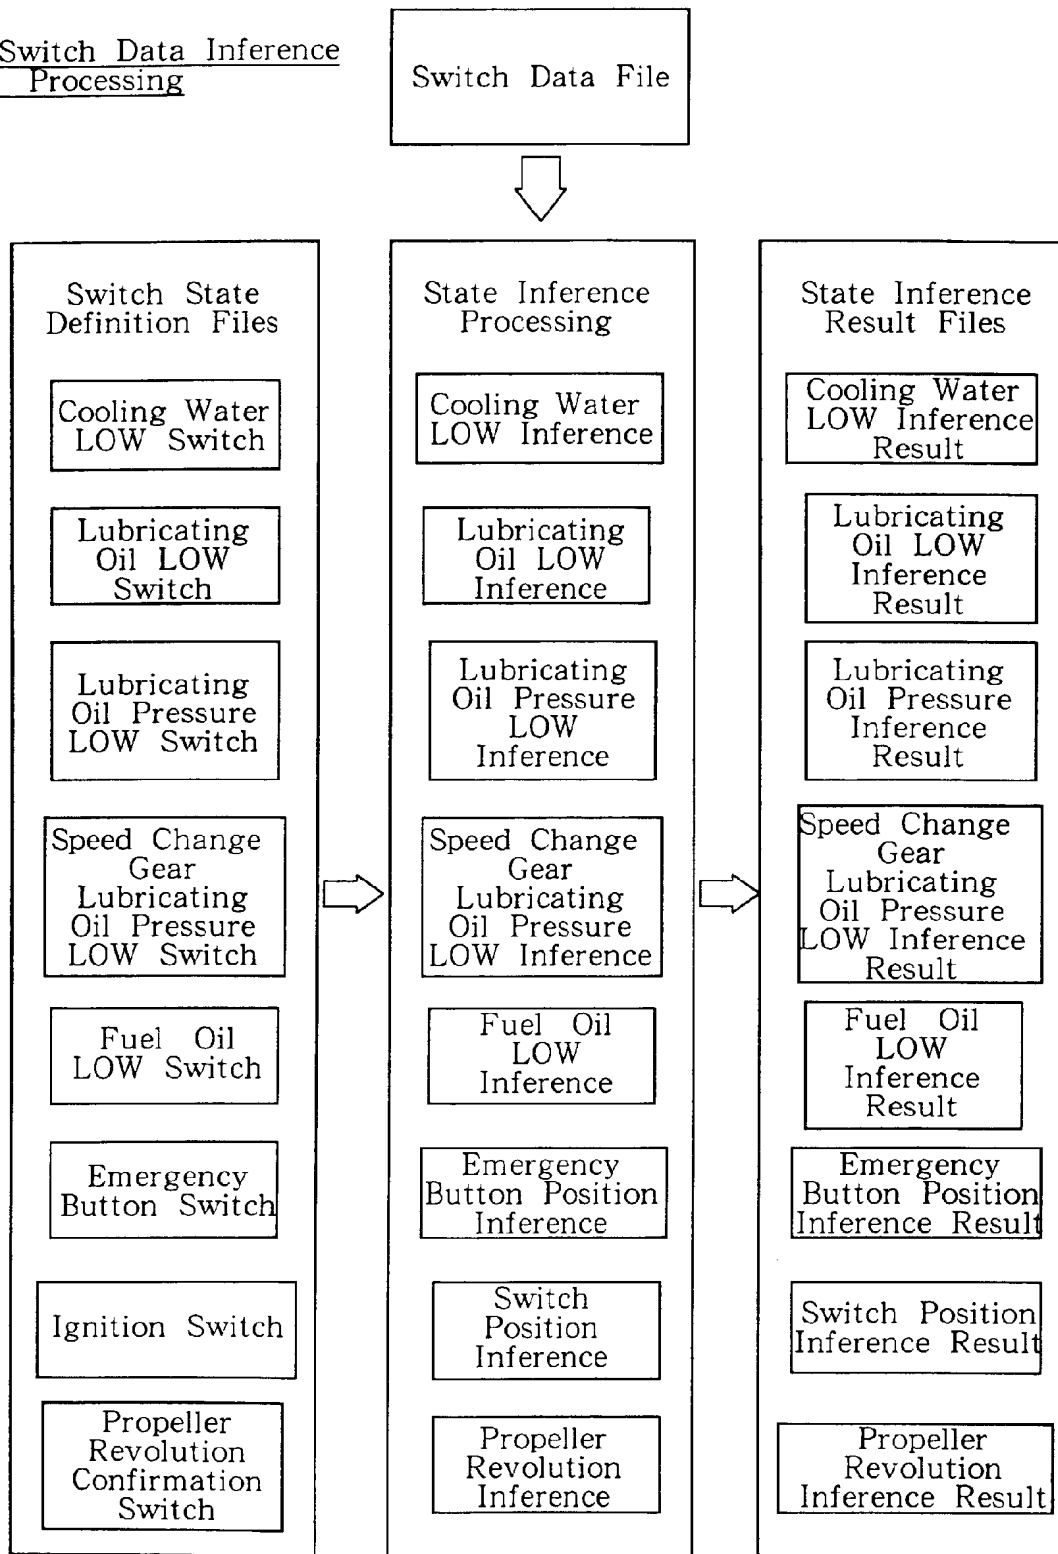 Switch Data Inference
Processing
Switch Data File
Switch State
Definition Files
Cooling Water
LOW Switch
Lubricating
Oil LOW
Switch
Lubricating
Oil Pressure
LOW Switch
Speed Change
Gear
Lubricating
Oil Pressure
LOW Switch
Fuel Oil
LOW Switch
Emergency
Button Switch
Ignition Switch
Propeller
Revolution
Confirmation
Switch
State Inference
Processing
Cooling Water
LOW Inference
Lubricating
Oil LOW
Inference
Lubricating
Oil Pressure
LOW
Inference
Speed Change
Gear
Lubricating
Oil Pressure
LOW Inference
Fuel Oil
LOW
Inference
Emergency
Button Position
Inference
Switch
Position
Inference
Propeller
Revolution
Inference
State Inference
Result Files
Cooling Water
LOW Inference
Result
Lubricating
Oil LOW
Inference
Result
Lubricating
Oil Pressure
Inference
Result
Speed Change
Gear
Lubricating
Oil Pressure
LOW Inference
Result
Fuel Oil
LOW
Inference
Result
Emergency
Button Position
Inference Result
Switch Position
Inference Result
Propeller
Revolution
Inference Result